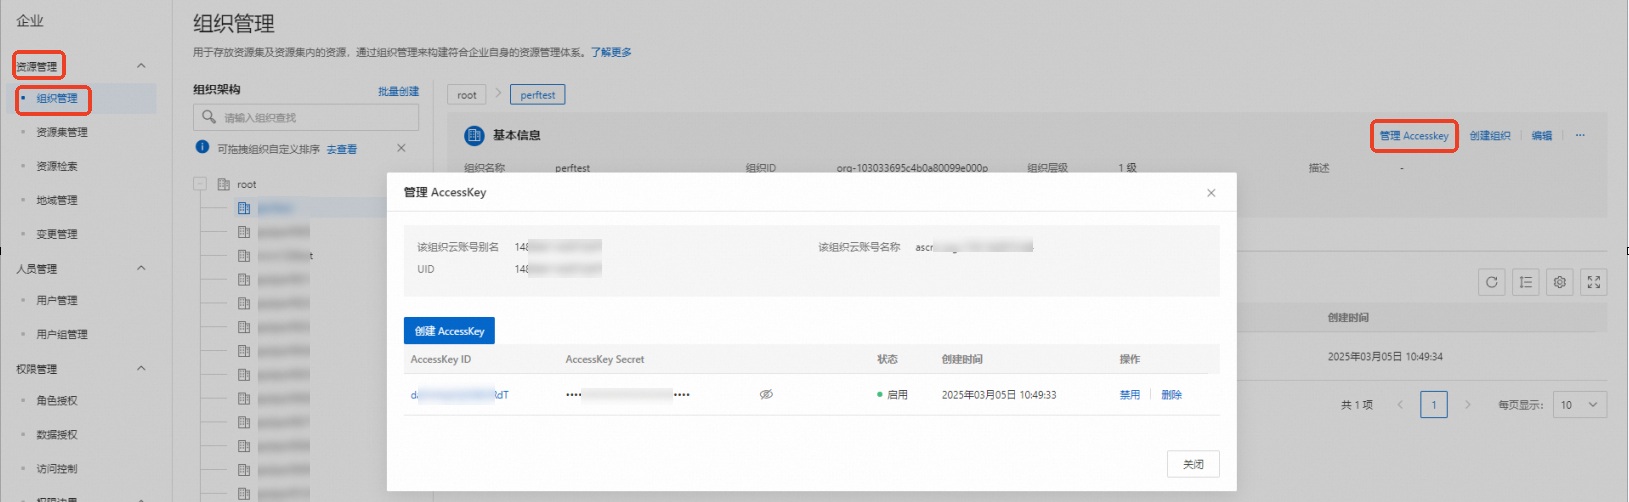 企业
资源管理
组织管理
资源集管理
资源检索
地域管理
变更管理
人员管理
用户管理
用户组管理
权限管理
角色授权
数据授权
访问控制
组织管理
用于存放资源集及资源集内的资源，通过组织管理来构建符合企业自身的资源管理体系。了解更多
组织架构 批量创建
请输入组织查找
可拖拽组织自定义排序 去查看
root
root perftest
基本信息 管理 Accesskey 创建组织 编辑 ...
组织名称 perftest 组织ID org-103033695c4b0a80099e000p 组织层级 1 级 描述 -
管理 AccessKey
该组织云账号别名 148 该组织云账号名称 ascr
UID 148
创建 AccessKey
AccessKey ID AccessKey Secret 状态 创建时间 操作
•••• •••• 启用 2025年03月05日 10:49:33 禁用 删除
关闭
创建时间
2025年03月05日 10:49:34
共 1 项 1 每页显示： 10